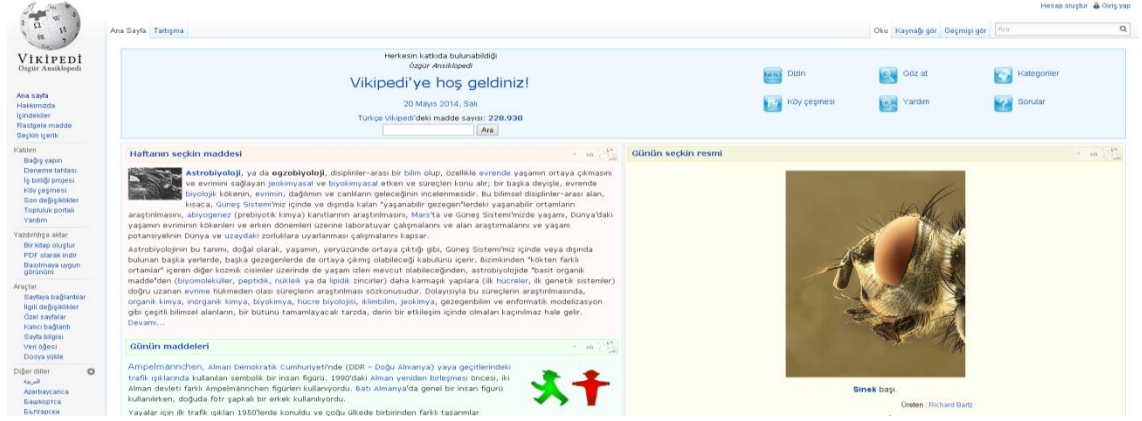 Hesap oluştur Giriş yap
Ana Sayfa Tartışma
Oku Kaynağı gör Geçmişi gör Ara
VİKİPEDİ
Özgür Ansiklopedi
Ana sayfa
Hakkımızda
İçindekiler
Rastgele madde
Seçkin içerik
Katılım
Bağış yapın
Deneme tahtası
İş birliği projesi
Köy çeşmesi
Son değişiklikler
Topluluk portali
Yardım
Yazdır/dışa aktar
Bir kitap oluştur
PDF olarak indir
Basılmaya uygun
görünüm
Araçlar
Sayfaya bağlantılar
İlgili değişiklikler
Özel sayfalar
Kalıcı bağlantı
Sayfa bilgisi
Veri öğesi
Dosya yükle
Diğer diller
العربية
Azərbaycanca
Башҡортса
Български
Herkesin katkıda bulunabildiği
Özgür Ansiklopedi
Vikipedi'ye hoş geldiniz!
20 Mayıs 2014, Salı
Türkçe Vikipedi'deki madde sayısı: 228.930
Ara
Dizin Göz at Kategoriler
Köy çeşmesi Yardım Sorular
Haftanın seçkin maddesi
Astrobiyoloji, ya da egzobiyoloji, disiplinler-arası bir bilim olup, özellikle evrende yaşamın ortaya çıkmasını
ve evrimini sağlayan jeokimyasal ve biyokimyasal etken ve süreçleri konu alır; bir başka deyişle, evrende
biyolojik kökenin, evrimin, dağılımın ve canlıların geleceğinin incelenmesidir. Bu bilimsel disiplinler-arası alan,
kısaca, Güneş Sistemi'miz içinde ve dışında kalan "yaşanabilir gezegen"lerdeki yaşanabilir ortamların
araştırılmasını, abiyogenez (prebiyotik kimya) kanıtlarının araştırılmasını, Mars'ta ve Güneş Sistemi'mizde yaşamı, Dünya'daki
yaşamın evriminin kökenleri ve erken dönemleri üzerine laboratuvar çalışmalarını ve alan araştırmalarını ve yaşam
potansiyelinin Dünya ve uzaydaki zorluklara uyarlanması çalışmalarını kapsar.
Astrobiyolojinin bu tanımı, doğal olarak, yaşamın, yeryüzünde ortaya çıktığı gibi, Güneş Sistemi'miz içinde veya dışında
bulunan başka yerlerde, başka gezegenlerde de ortaya çıkmış olabileceği kabulünü içerir. Bizimkinden "kökten farklı
ortamlar" içeren diğer kozmik cisimler üzerinde de yaşam izleri mevcut olabileceğinden, astrobiyolojide "basit organik
madde"den (biyomoleküller, peptidik, nükleik ya da lipidik zincirler) daha karmaşık yapılara (ilk hücreler, ilk genetik sistemler)
doğru uzanan evrime hükmeden olası süreçlerin araştırılması sözkonusudur. Dolayısıyla bu süreçlerin araştırılmasında,
organik kimya, inorganik kimya, biyokimya, hücre biyolojisi, iklimbilim, jeokimya, gezegenbilim ve enformatik modelizasyon
gibi çeşitli bilimsel alanların, bir bütünü tamamlayacak tarzda, derin bir etkileşim içinde olmaları kaçınılmaz hale gelir.
Devamı...
Günün maddeleri
Ampelmännchen, Alman Demokratik Cumhuriyeti'nde (DDR - Doğu Almanya) yaya geçitlerindeki
trafik ışıklarında kullanılan sembolik bir insan figürü. 1990'daki Alman yeniden birleşmesi öncesi, iki
Alman devleti farklı Ampelmännchen figürleri kullanıyordu. Batı Almanya'da genel bir insan figürü
kullanılırken, doğuda fötr şapkalı bir erkek kullanılıyordu.
Yayalar için ilk trafik ışıkları 1950'lerde konuldu ve çoğu ülkede birbirinden farklı tasarımlar
Günün seçkin resmi
Sinek başı.
Üreten : Richard Bartz